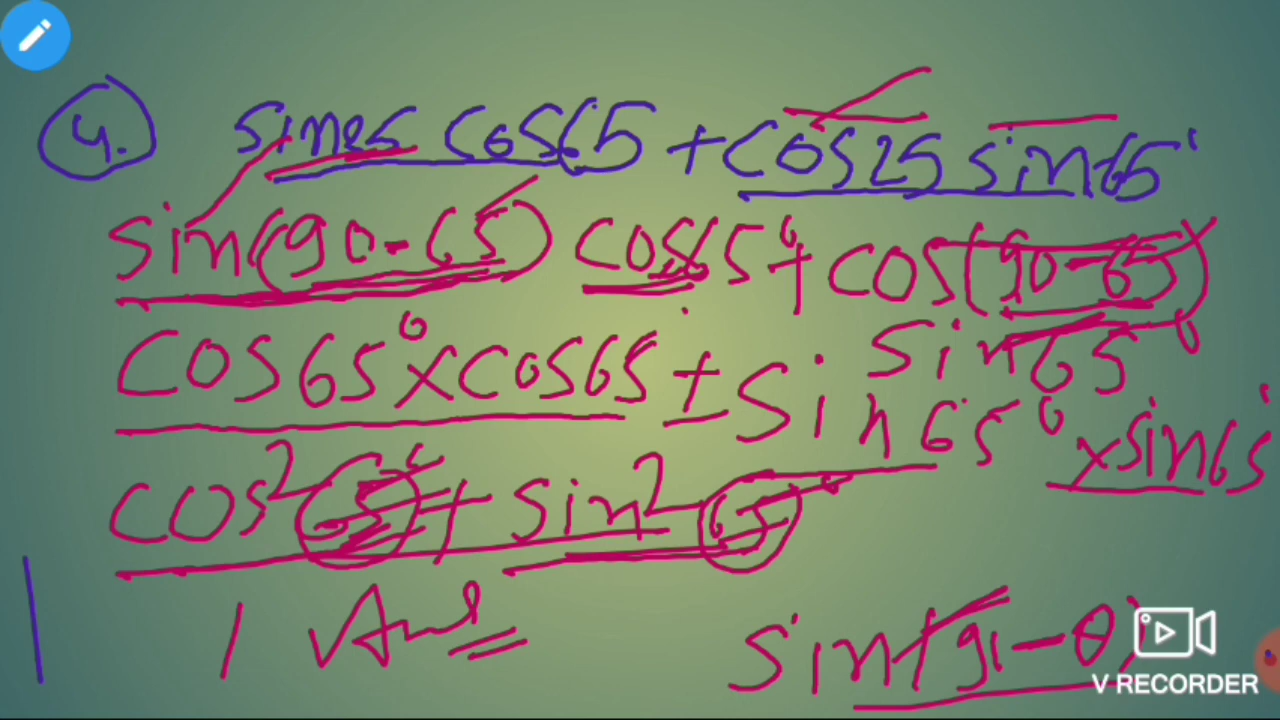 4. sin25 cos65 + cos25 sin65°
sin(90-65) cos65° + cos(90-65)
sin65°
cos65° x cos65° + sin65° x sin65°
cos²65° + sin²65°
1 Ans
sin(90-θ)
V RECORDER